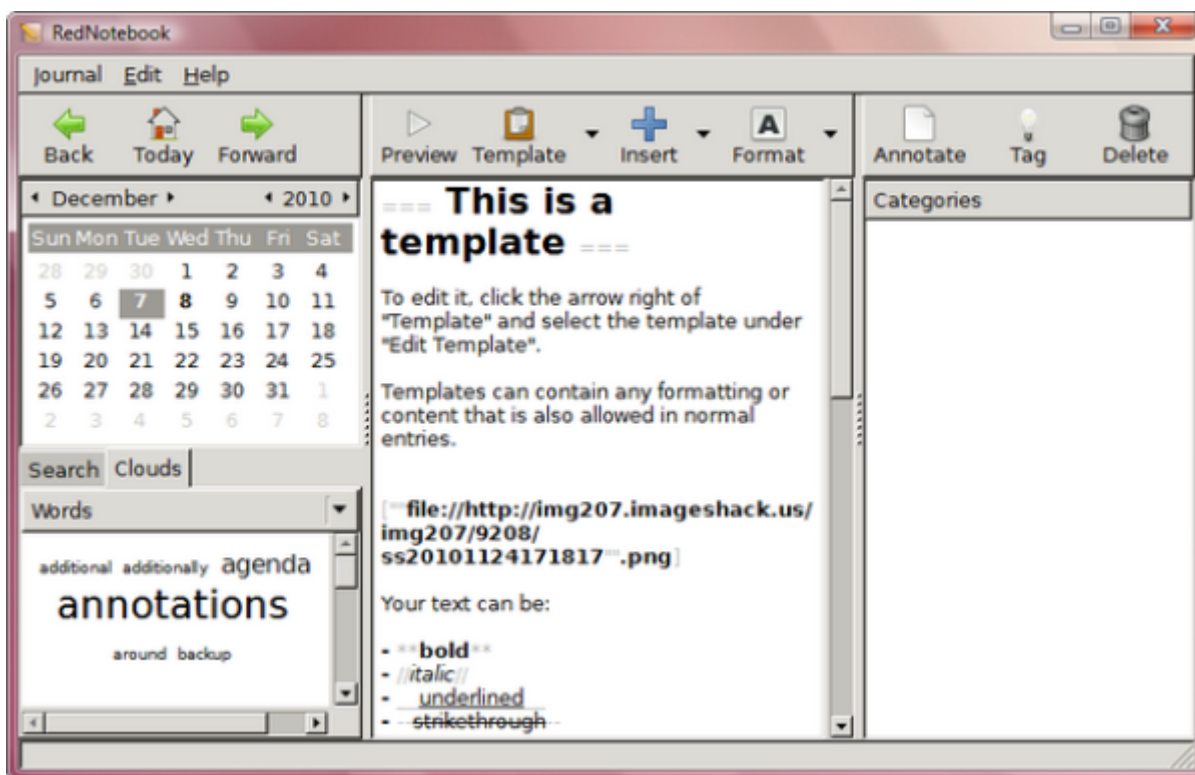 RedNotebook
Journal Edit Help
Back Today Forward
Preview Template Insert Format
Annotate Tag Delete
December 2010
Sun Mon Tue Wed Thu Fri Sat
28 29 30 1 2 3 4
5 6 7 8 9 10 11
12 13 14 15 16 17 18
19 20 21 22 23 24 25
26 27 28 29 30 31 1
2 3 4 5 6 7 8
Search Clouds
Words
additional additionally agenda
annotations
around backup
=== This is a
template ===
To edit it, click the arrow right of
"Template" and select the template under
"Edit Template".
Templates can contain any formatting or
content that is also allowed in normal
entries.
[""file://http://img207.imageshack.us/
img207/9208/
ss20101124171817"".png]
Your text can be:
- **bold**
- //italic//
- __underlined__
- --strikethrough--
Categories